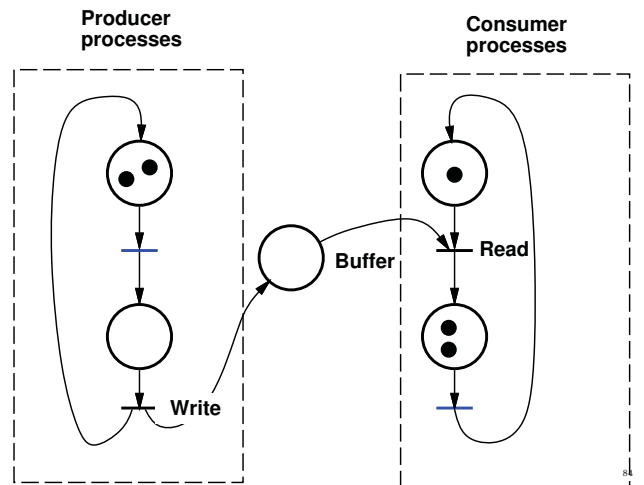 Producer
processes
Consumer
processes
Buffer
Read
Write
84